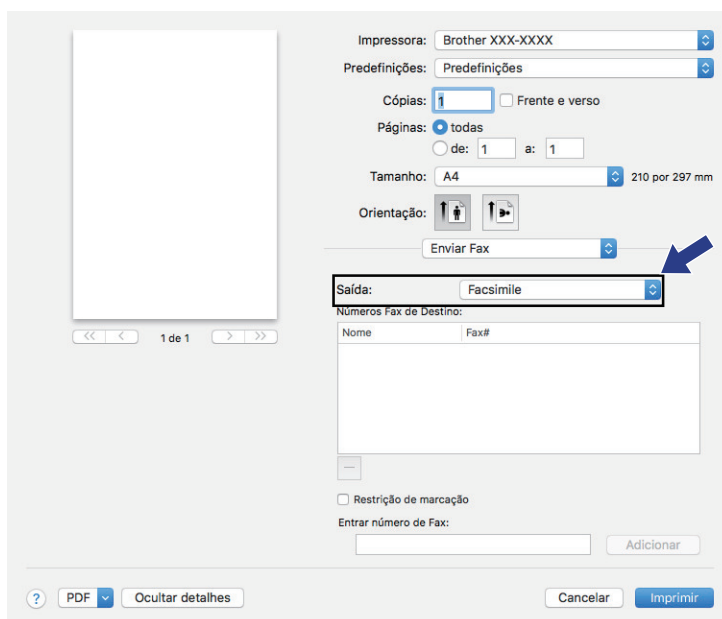 Impressora: Brother XXX-XXXX
Predefinições: Predefinições
Cópias: 1 Frente e verso
Páginas: todas
de: 1 a: 1
Tamanho: A4 210 por 297 mm
Orientação:
Enviar Fax
Saída: Facsimile
Números Fax de Destino:
Nome Fax#
<< < 1 de 1 > >>
Restrição de marcação
Entrar número de Fax:
Adicionar
? PDF Ocultar detalhes Cancelar Imprimir